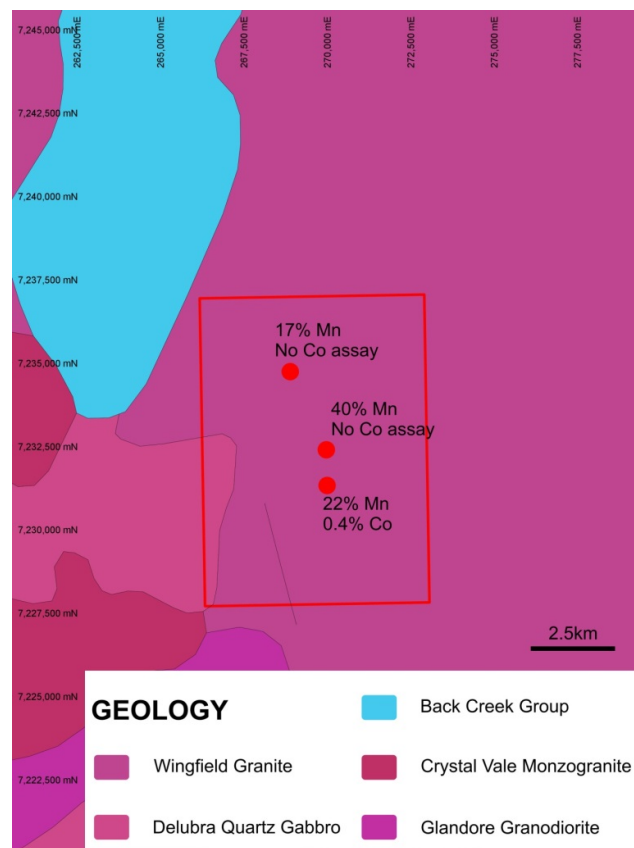 262,500 mE
265,000 mE
267,500 mE
270,000 mE
272,500 mE
275,000 mE
277,500 mE
7,245,000 mN
7,242,500 mN
7,240,000 mN
7,237,500 mN
7,235,000 mN
7,232,500 mN
7,230,000 mN
7,227,500 mN
7,225,000 mN
7,222,500 mN
17% Mn
No Co assay
40% Mn
No Co assay
22% Mn
0.4% Co
2.5km
GEOLOGY
Back Creek Group
Wingfield Granite
Crystal Vale Monzogranite
Delubra Quartz Gabbro
Glandore Granodiorite